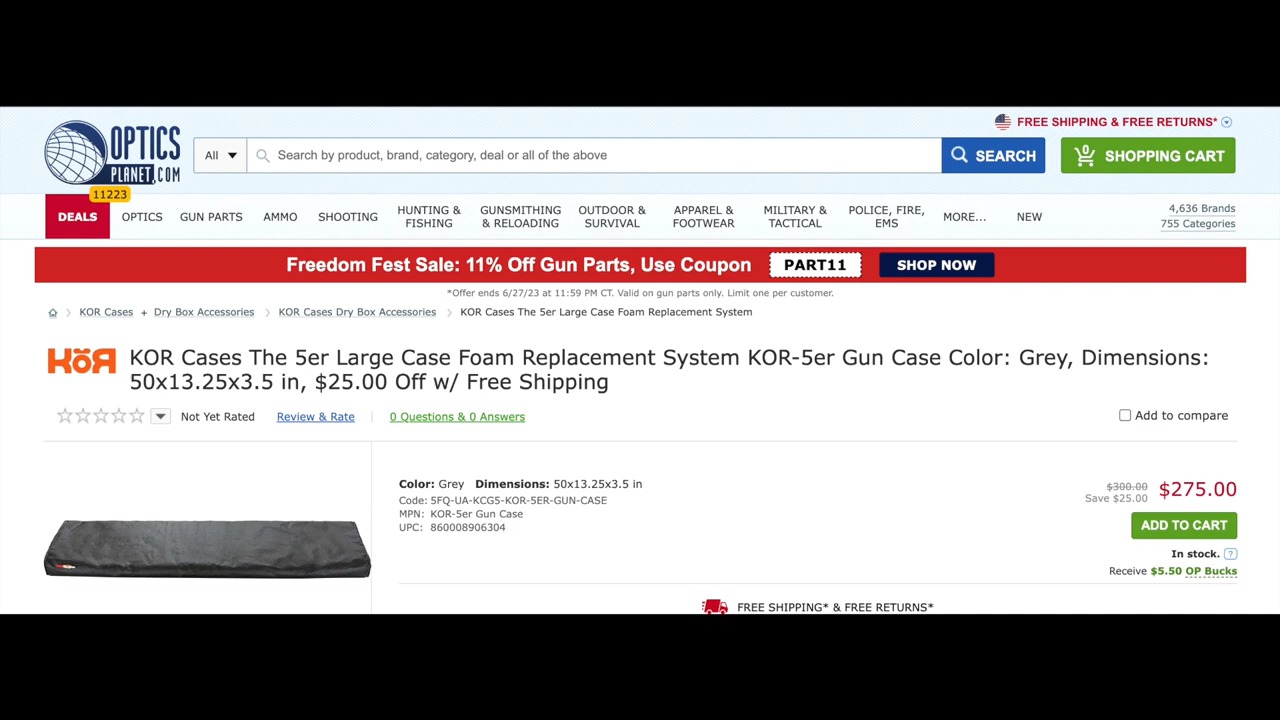 FREE SHIPPING & FREE RETURNS*
OPTICS
PLANET.COM
All
Search by product, brand, category, deal or all of the above
SEARCH
0
SHOPPING CART
11223
DEALS
OPTICS
GUN PARTS
AMMO
SHOOTING
HUNTING &
FISHING
GUNSMITHING
& RELOADING
OUTDOOR &
SURVIVAL
APPAREL &
FOOTWEAR
MILITARY &
TACTICAL
POLICE, FIRE,
EMS
MORE...
NEW
4,636 Brands
755 Categories
Freedom Fest Sale: 11% Off Gun Parts, Use Coupon PART11 SHOP NOW
*Offer ends 6/27/23 at 11:59 PM CT. Valid on gun parts only. Limit one per customer.
KOR Cases + Dry Box Accessories KOR Cases Dry Box Accessories KOR Cases The 5er Large Case Foam Replacement System
KÖR
KOR Cases The 5er Large Case Foam Replacement System KOR-5er Gun Case Color: Grey, Dimensions:
50x13.25x3.5 in, $25.00 Off w/ Free Shipping
Not Yet Rated Review & Rate 0 Questions & 0 Answers
Add to compare
Color: Grey Dimensions: 50x13.25x3.5 in
Code: 5FQ-UA-KCG5-KOR-5ER-GUN-CASE
MPN: KOR-5er Gun Case
UPC: 860008906304
$300.00
Save $25.00
$275.00
ADD TO CART
In stock. ?
Receive $5.50 OP Bucks
FREE SHIPPING* & FREE RETURNS*